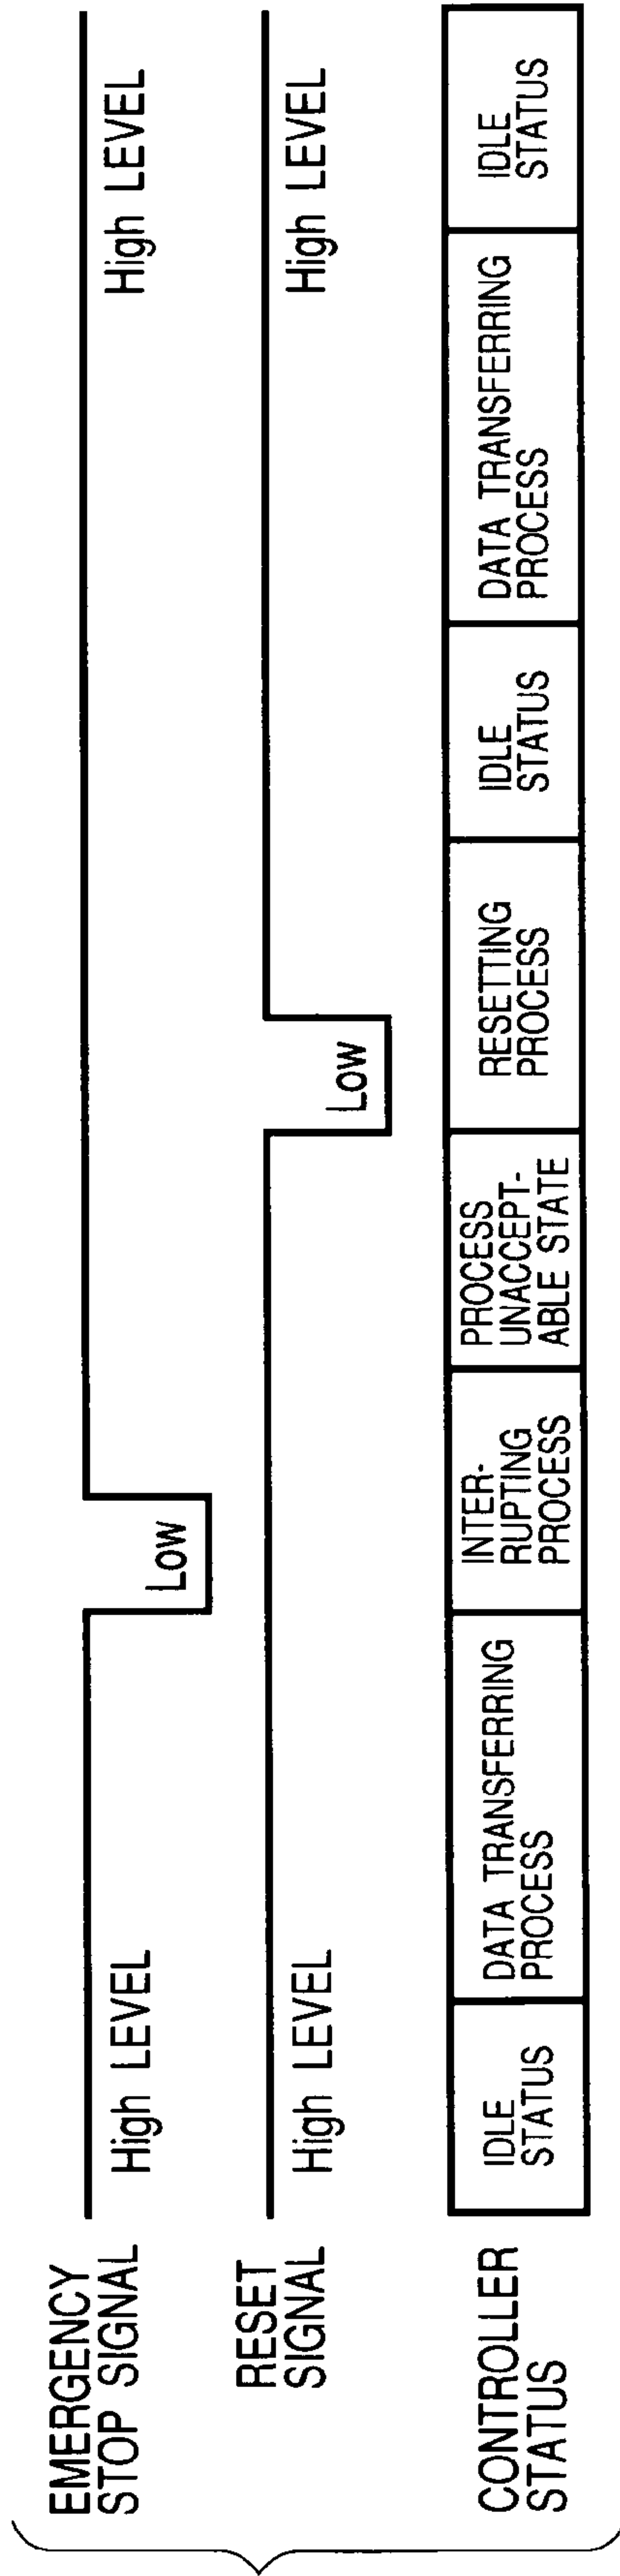 EMERGENCY
STOP SIGNAL
High LEVEL
Low
High LEVEL
RESET
SIGNAL
High LEVEL
Low
High LEVEL
CONTROLLER
STATUS
IDLE
STATUS
DATA TRANSFERRING
PROCESS
INTER-
RUPTING
PROCESS
PROCESS
UNACCEPT-
ABLE STATE
RESETTING
PROCESS
IDLE
STATUS
DATA TRANSFERRING
PROCESS
IDLE
STATUS